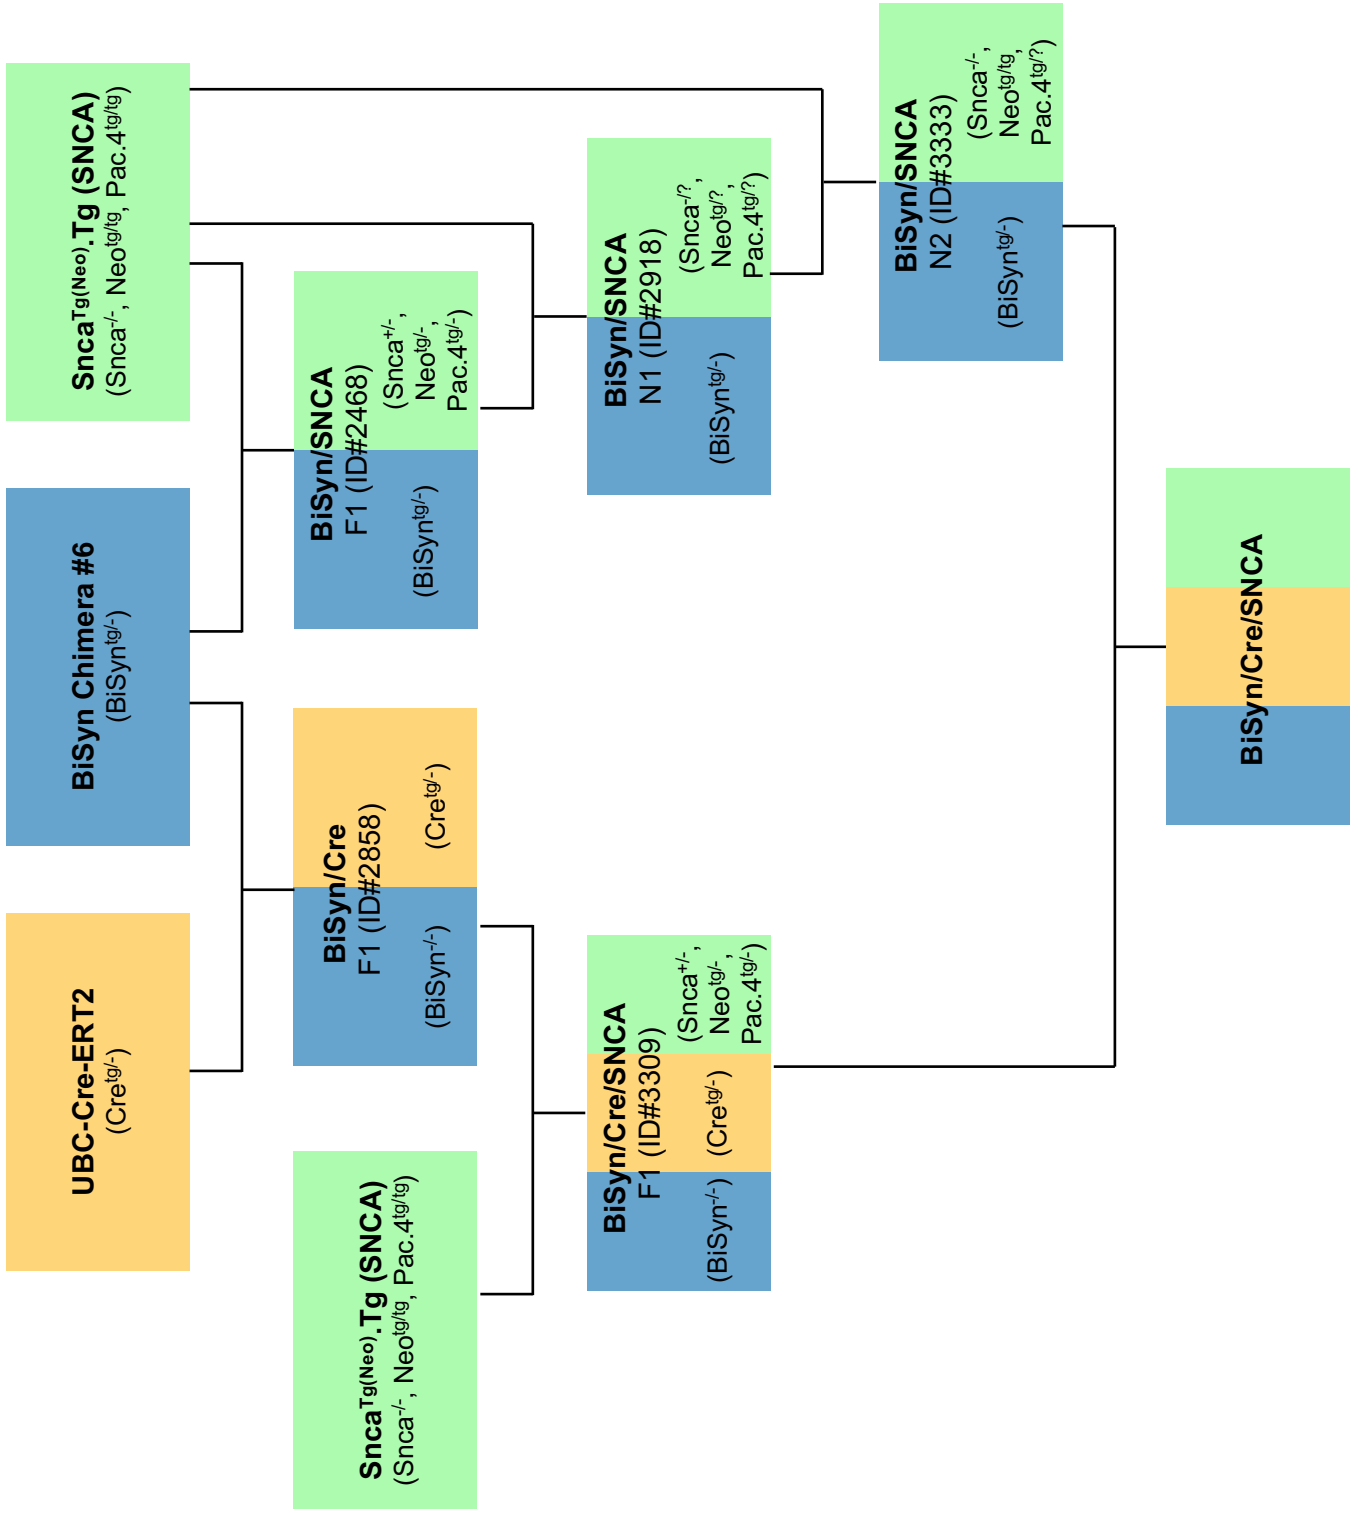 UBC-Cre-ERT2
(Cre^tg/-)
BiSyn Chimera #6
(BiSyn^tg/-)
Snca^Tg(Neo).Tg (SNCA)
(Snca^-/-, Neo^tg/tg, Pac.4^tg/tg)
Snca^Tg(Neo).Tg (SNCA)
(Snca^-/-, Neo^tg/tg, Pac.4^tg/tg)
BiSyn/Cre
F1 (ID#2858)
(BiSyn^-/-)
(Cre^tg/-)
BiSyn/SNCA
F1 (ID#2468)
(BiSyn^tg/-)
(Snca^+/-,
Neo^tg/-,
Pac.4^tg/-)
BiSyn/Cre/SNCA
F1 (ID#3309)
(BiSyn^-/-)
(Cre^tg/-)
(Snca^+/-,
Neo^tg/-,
Pac.4^tg/-)
BiSyn/SNCA
N1 (ID#2918)
(BiSyn^tg/-)
(Snca^-/?,
Neo^tg/?,
Pac.4^tg/?)
BiSyn/SNCA
N2 (ID#3333)
(BiSyn^tg/-)
(Snca^-/-,
Neo^tg/tg,
Pac.4^tg/?)
BiSyn/Cre/SNCA